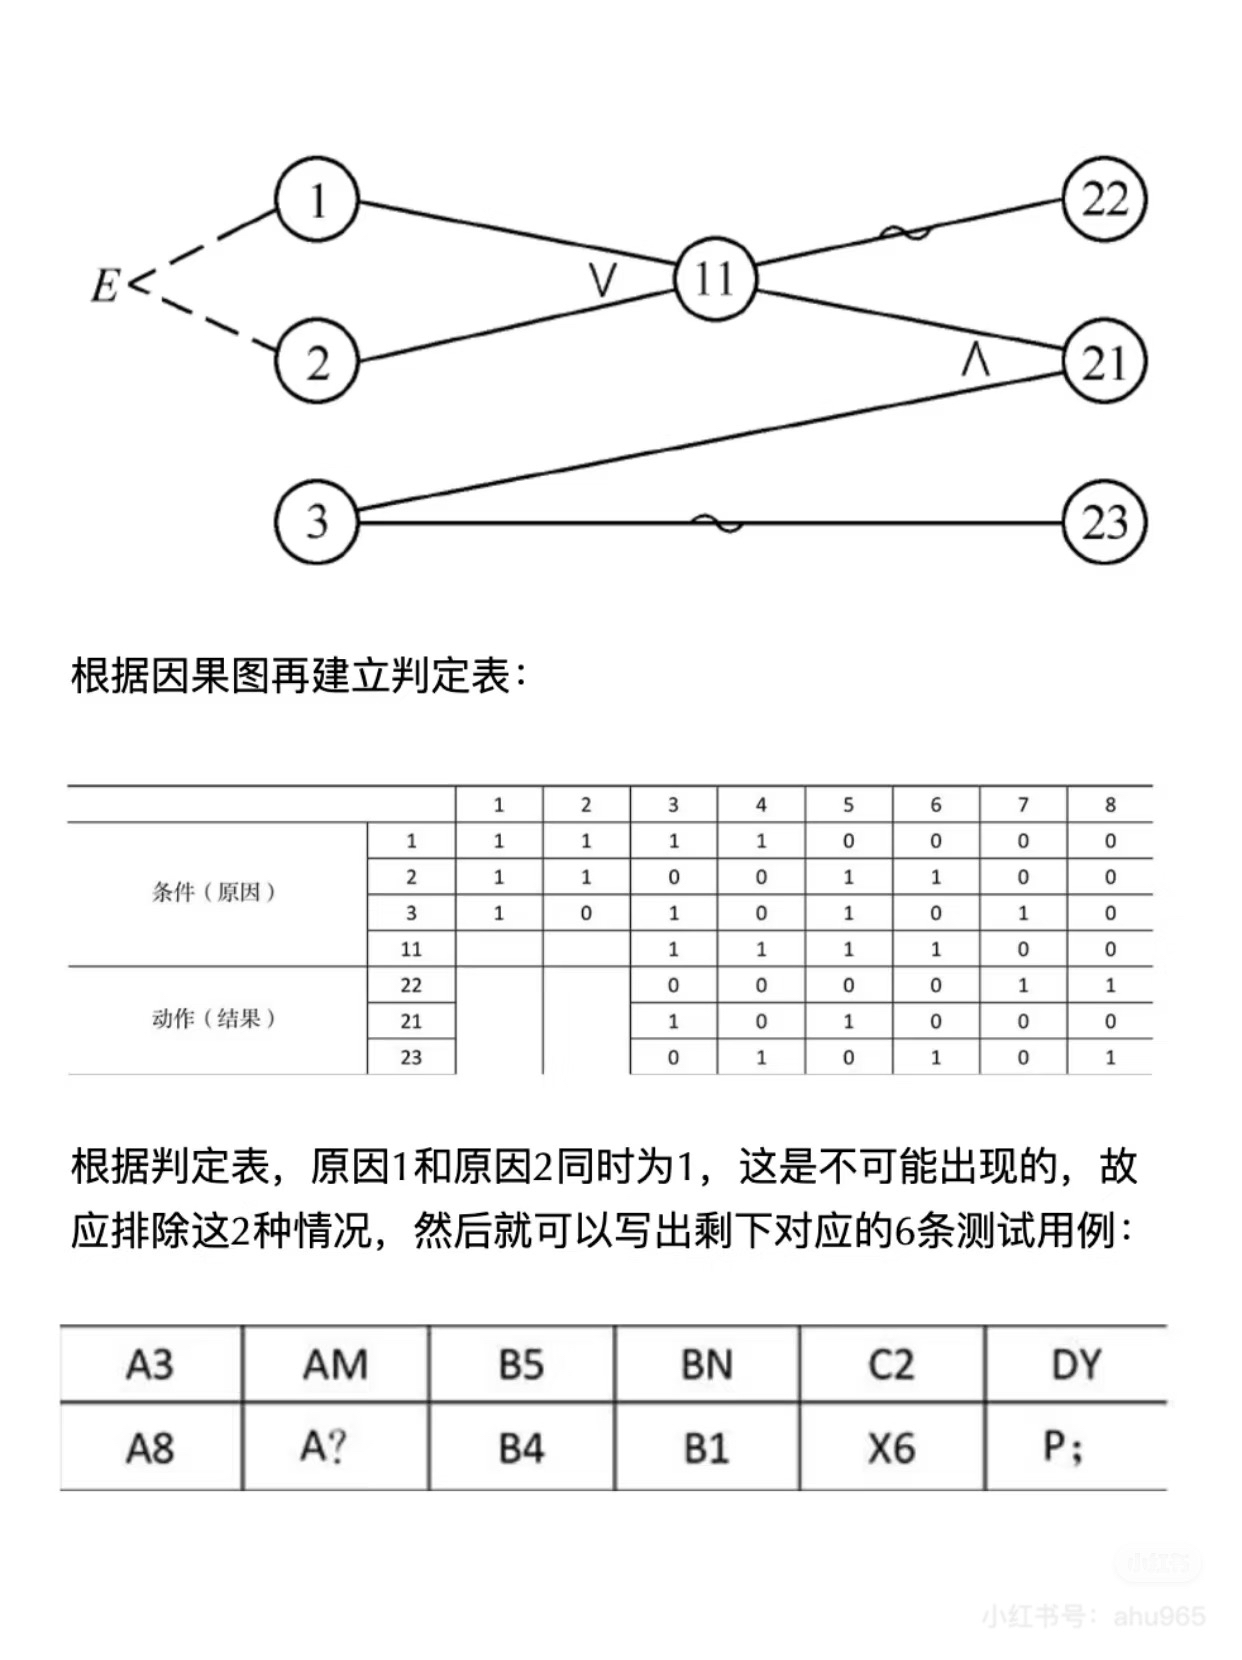 1
22
E
V
11
2
Λ
21
3
23
根据因果图再建立判定表：
1 2 3 4 5 6 7 8
条件（原因） 1 1 1 1 1 0 0 0 0
2 1 1 0 0 1 1 0 0
3 1 0 1 0 1 0 1 0
11 1 1 1 1 0 0
动作（结果） 22 0 0 0 0 1 1
21 1 0 1 0 0 0
23 0 1 0 1 0 1
根据判定表，原因1和原因2同时为1，这是不可能出现的，故
应排除这2种情况，然后就可以写出剩下对应的6条测试用例：
A3 AM B5 BN C2 DY
A8 A? B4 B1 X6 P；
小红书
小红书号：ahu965